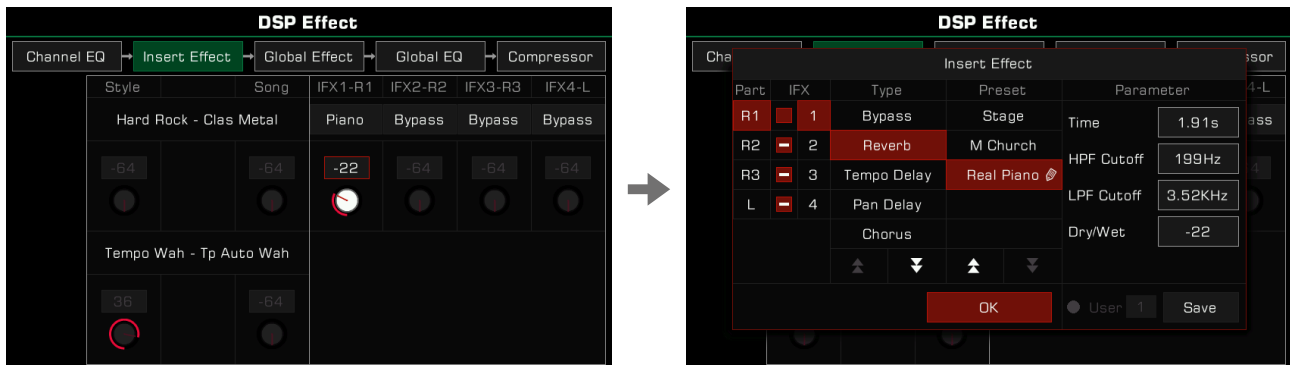 DSP Effect
Channel EQ Insert Effect Global Effect Global EQ Compressor
Style Song IFX1-R1 IFX2-R2 IFX3-R3 IFX4-L
Hard Rock - Clas Metal Piano Bypass Bypass Bypass
-64 -64 -22 -64 -64 -64
Tempo Wah - Tp Auto Wah
36 -64
DSP Effect
Cha ssor
Insert Effect
Part IFX Type Preset Parameter 4-L
R1 1 Bypass Stage Time 1.91s ass
R2 2 Reverb M Church HPF Cutoff 199Hz
R3 3 Tempo Delay Real Piano LPF Cutoff 3.52KHz
L 4 Pan Delay Dry/Wet -22
Chorus
OK User 1 Save